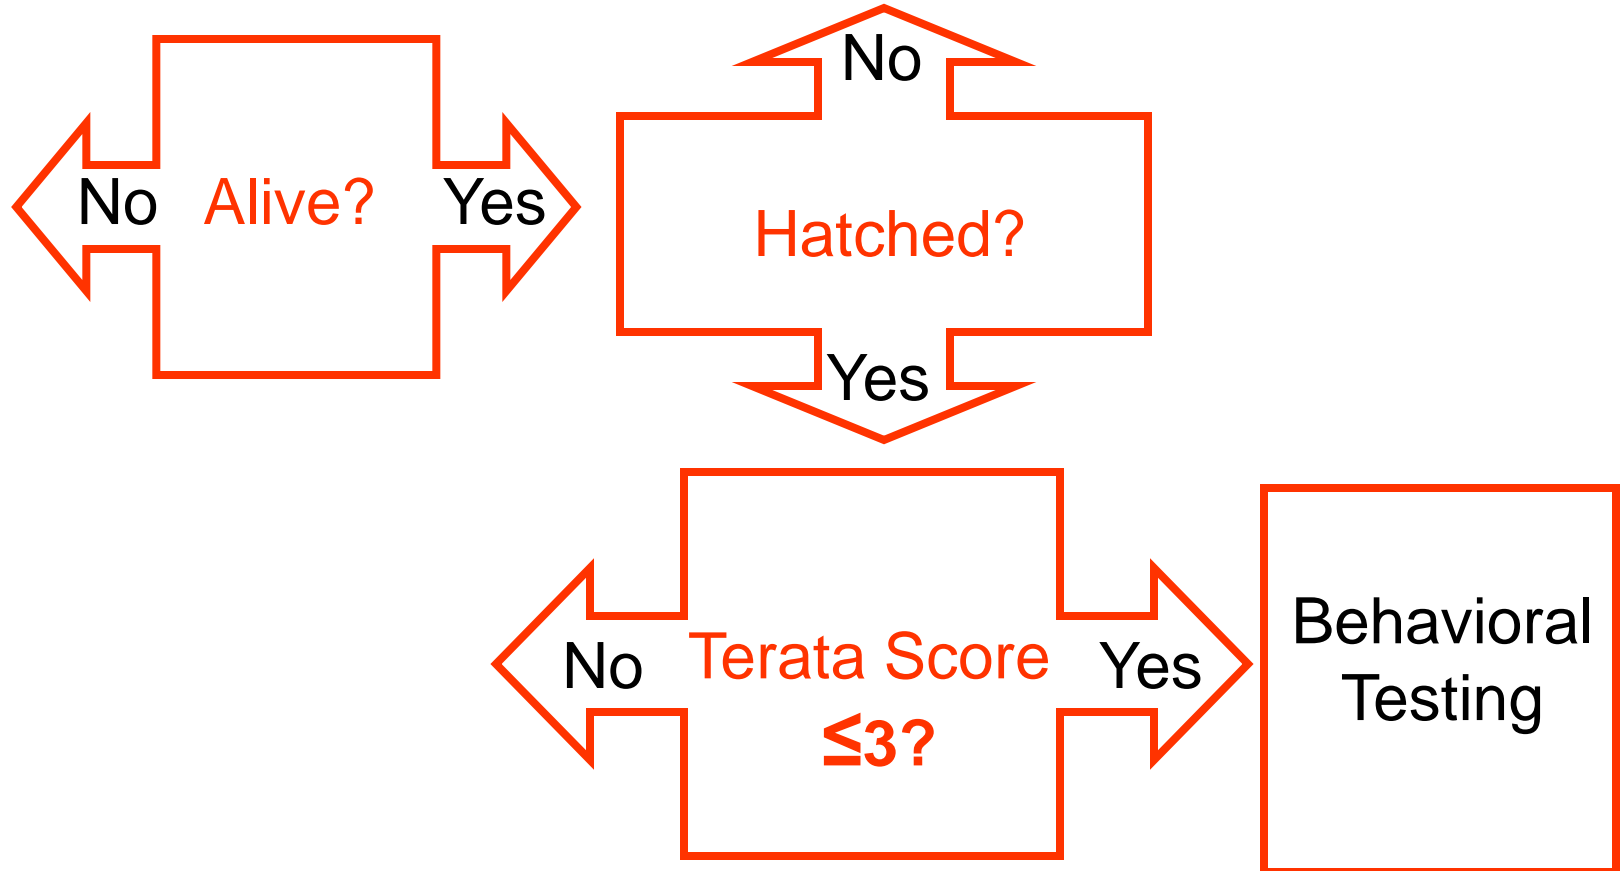 No
Alive?
Yes
No
Hatched?
Yes
No
Terata Score
≤3?
Yes
Behavioral
Testing